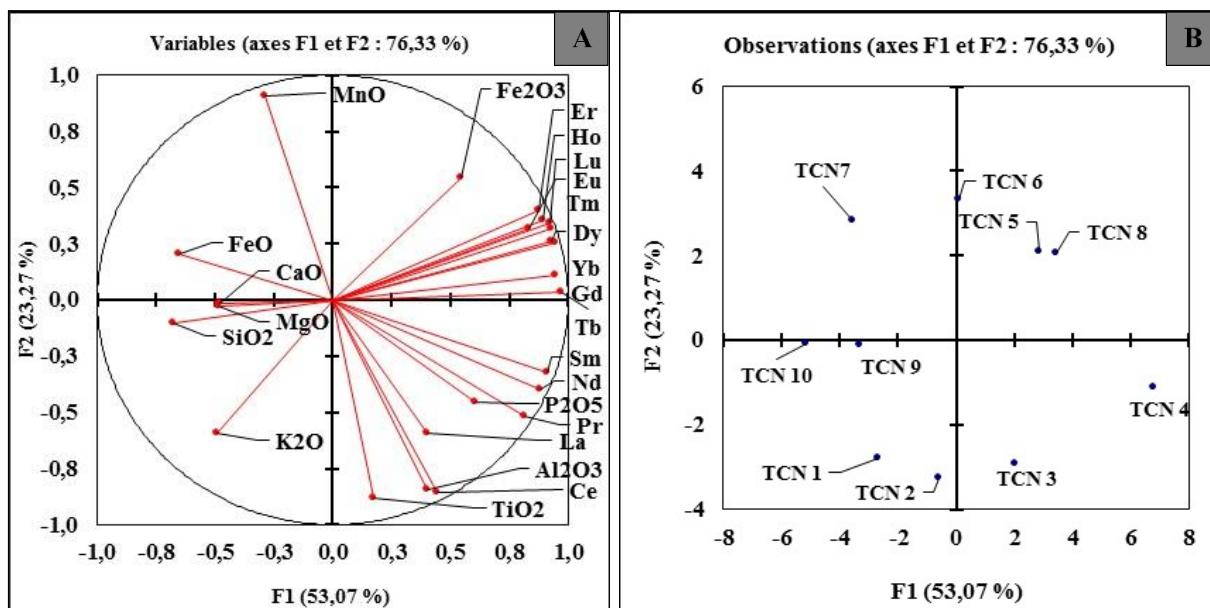 Variables (axes F1 et F2 : 76,33 %)
A
1,0
0,8
0,5
0,3
0,0
-0,3
-0,5
-0,8
-1,0
F2 (23,27 %)
MnO
Fe2O3
Er
Ho
Lu
Eu
Tm
Dy
FeO
CaO
Yb
Gd
MgO
Tb
SiO2
Sm
Nd
P2O5
Pr
K2O
La
Al2O3
Ce
TiO2
-1,0 -0,8 -0,5 -0,3 0,0 0,3 0,5 0,8 1,0
F1 (53,07 %)
Observations (axes F1 et F2 : 76,33 %)
B
6
4
2
0
-2
-4
F2 (23,27 %)
TCN7
TCN 6
TCN 5
TCN 8
TCN 10
TCN 9
TCN 4
TCN 1
TCN 2
TCN 3
-8 -6 -4 -2 0 2 4 6 8
F1 (53,07 %)